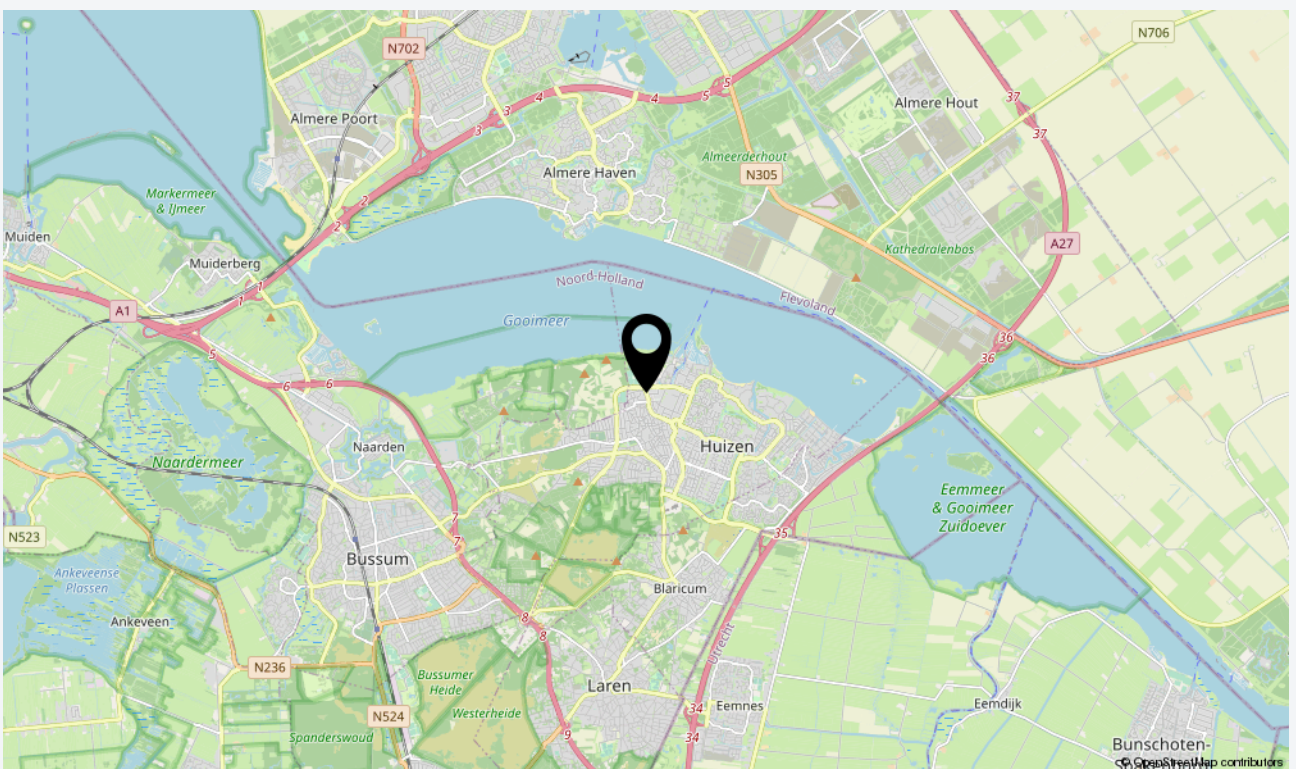 N702
N706
Almere Poort
3
4
4
5
5
37
Almere Hout
37
3
Almere Haven
Almeerderhout
N305
Markermeer
& IJmeer
2
2
Muiden
Muiderberg
Kathedralenbos
A27
Noord-Holland
Flevoland
1
1
A1
Gooimeer
5
36
36
6
6
Naarden
Huizen
Naardermeer
Eemmeer
& Gooimeer
Zuidoever
7
7
35
N523
Bussum
Ankeveense
Plassen
Blaricum
Ankeveen
8
8
Utrecht
N236
Bussumer
Heide
Laren
Westerheide
N524
34
34
Eemnes
Eemdijk
Spanderswoud
9
Bunschoten-
© OpenStreetMap contributors